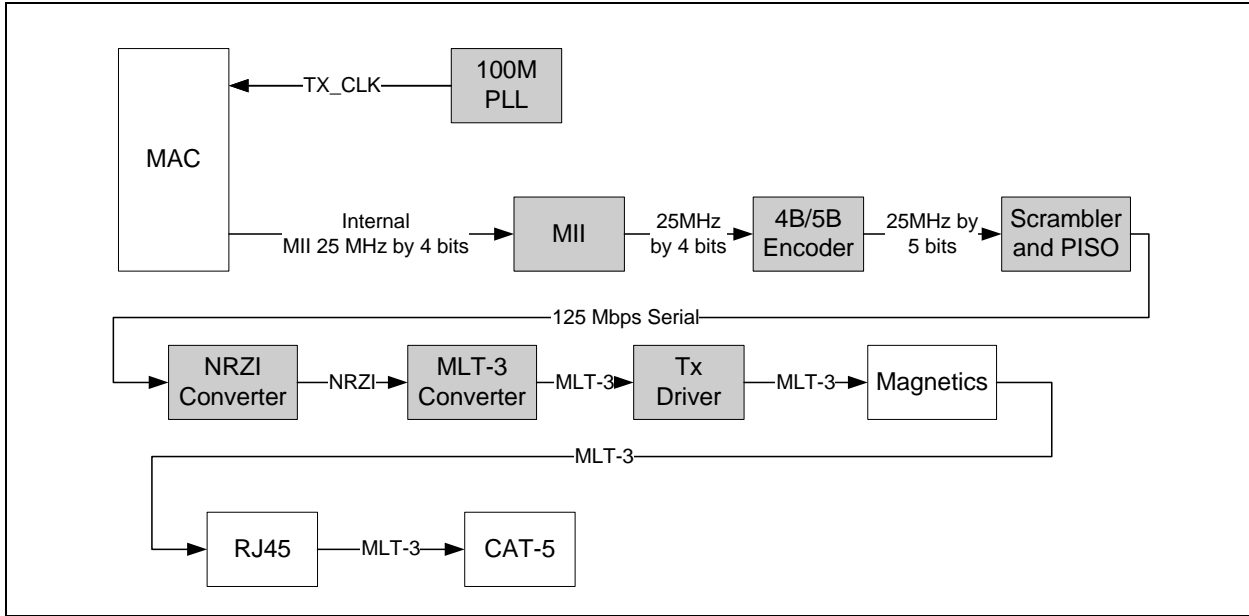 100M
PLL
TX_CLK
MAC
Internal
MII 25 MHz by 4 bits
MII
25MHz
by 4 bits
4B/5B
Encoder
25MHz by
5 bits
Scrambler
and PISO
125 Mbps Serial
NRZI
Converter
NRZI
MLT-3
Converter
MLT-3
Tx
Driver
MLT-3
Magnetics
MLT-3
RJ45
MLT-3
CAT-5